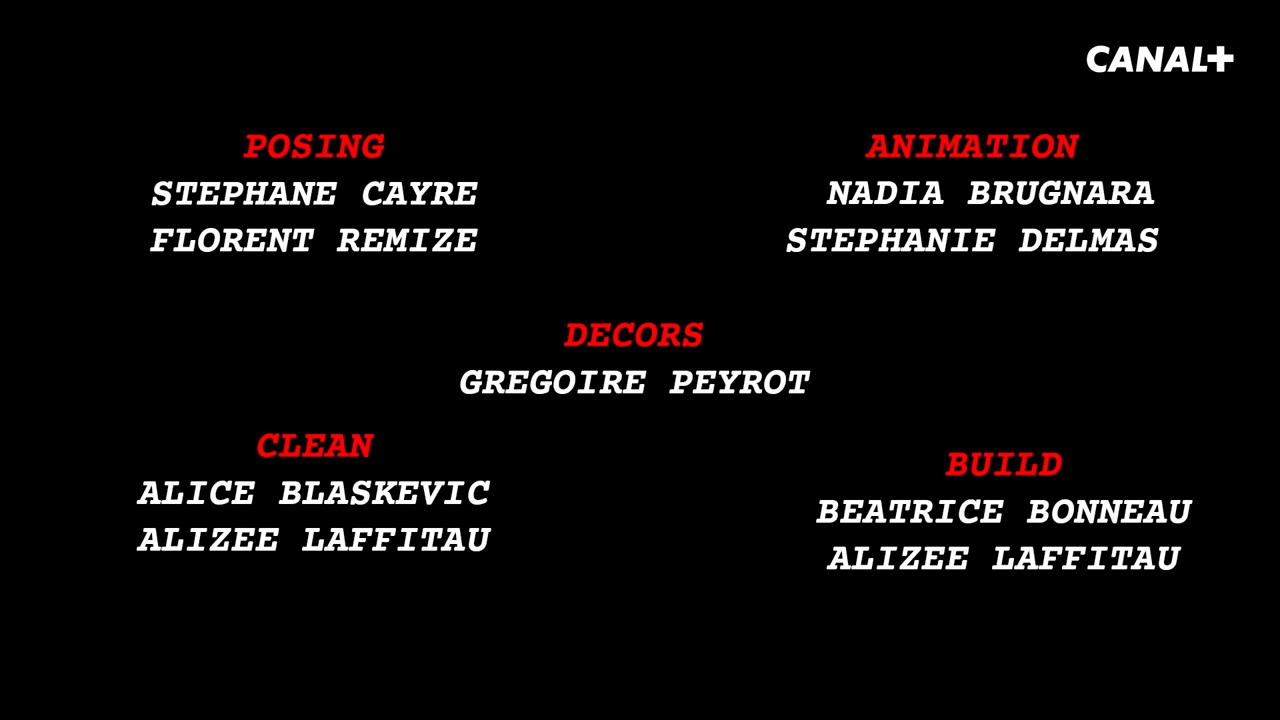 CANAL+
POSING
STEPHANE CAYRE
FLORENT REMIZE
ANIMATION
NADIA BRUGNARA
STEPHANIE DELMAS
DECORS
GREGOIRE PEYROT
CLEAN
ALICE BLASKEVIC
ALIZEE LAFFITAU
BUILD
BEATRICE BONNEAU
ALIZEE LAFFITAU